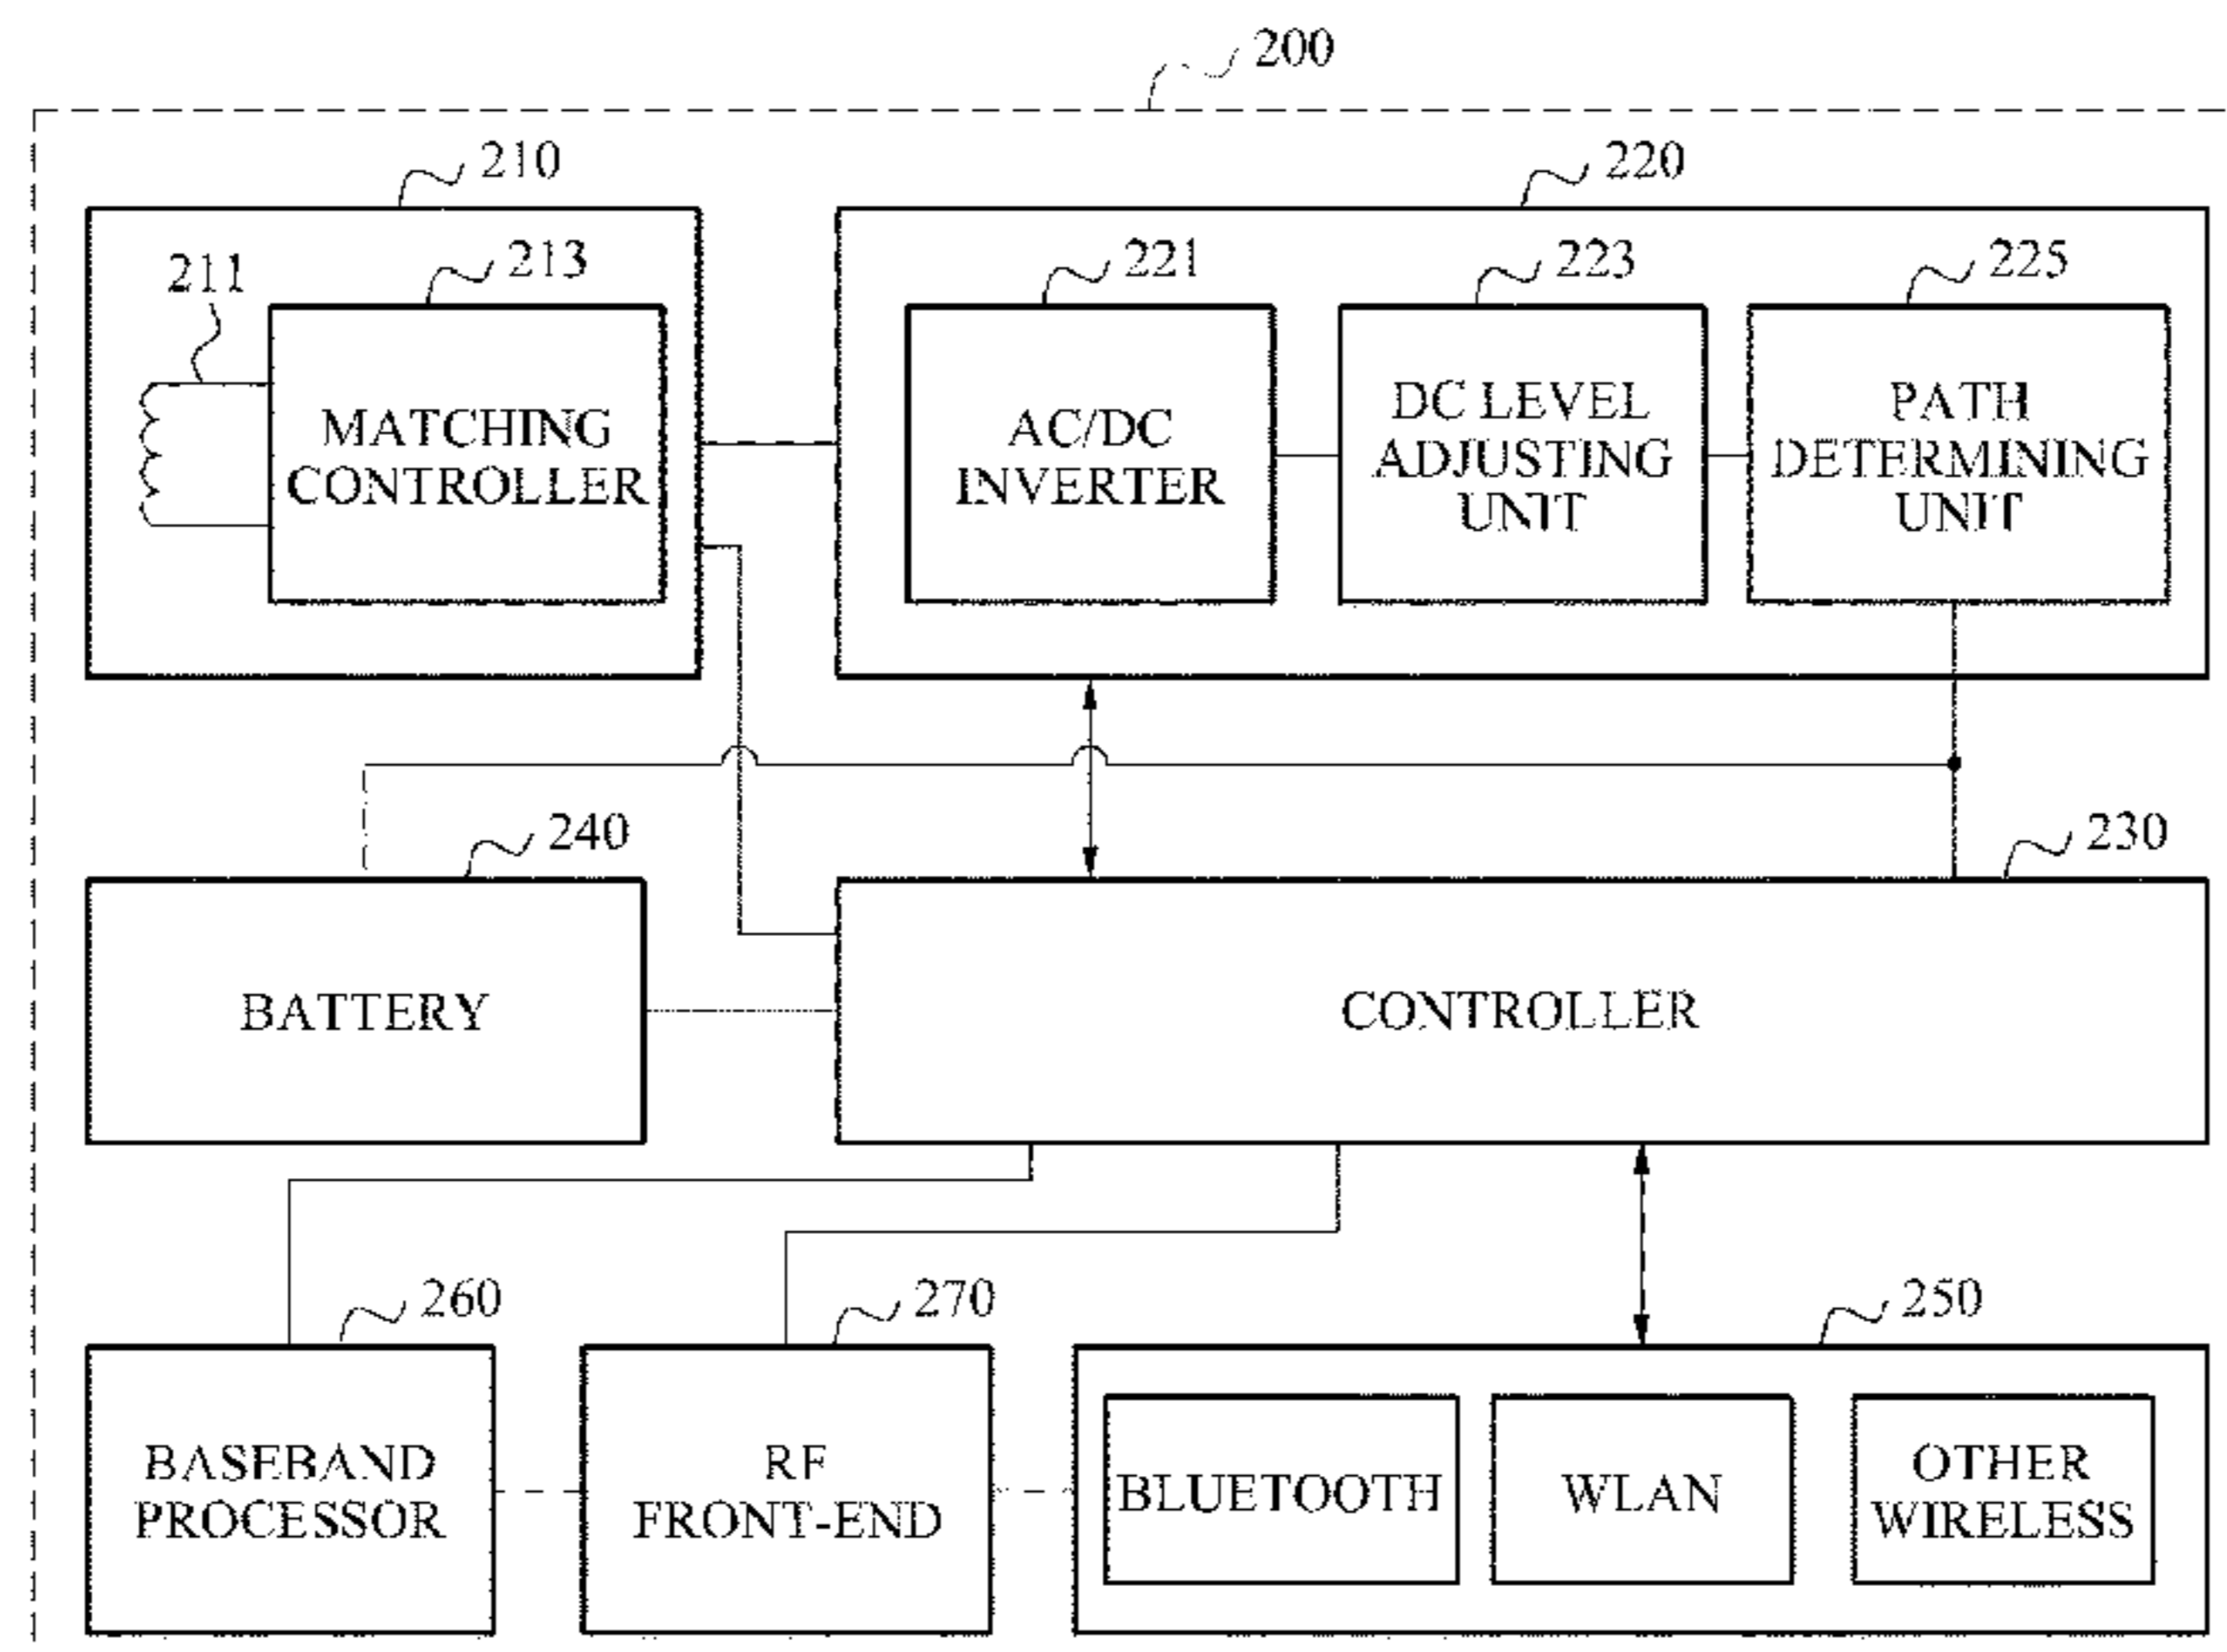 200
210
220
211
213
221
223
225
MATCHING
CONTROLLER
AC/DC
INVERTER
DC LEVEL
ADJUSTING
UNIT
PATH
DETERMINING
UNIT
240
230
BATTERY
CONTROLLER
260
270
250
BASEBAND
PROCESSOR
RF
FRONT-END
BLUETOOTH
WLAN
OTHER
WIRELESS